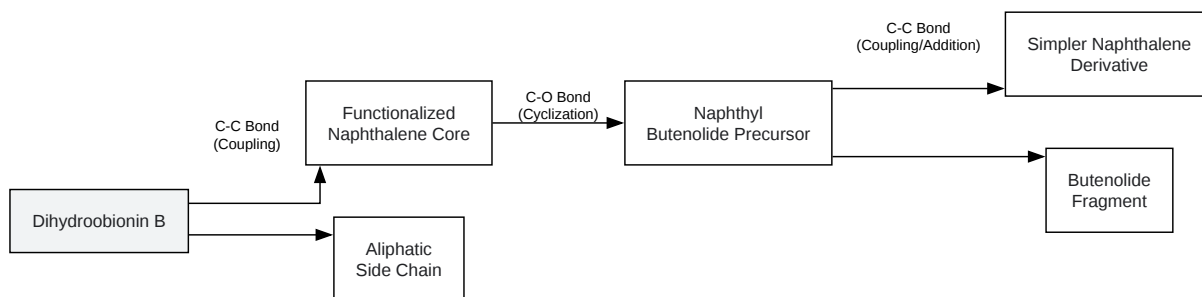 C-C Bond
(Coupling/Addition)
Simpler Naphthalene
Derivative
Functionalized
Naphthalene Core
C-O Bond
(Cyclization)
Naphthyl
Butenolide Precursor
C-C Bond
(Coupling)
Butenolide
Fragment
Dihydroobionin B
Aliphatic
Side Chain